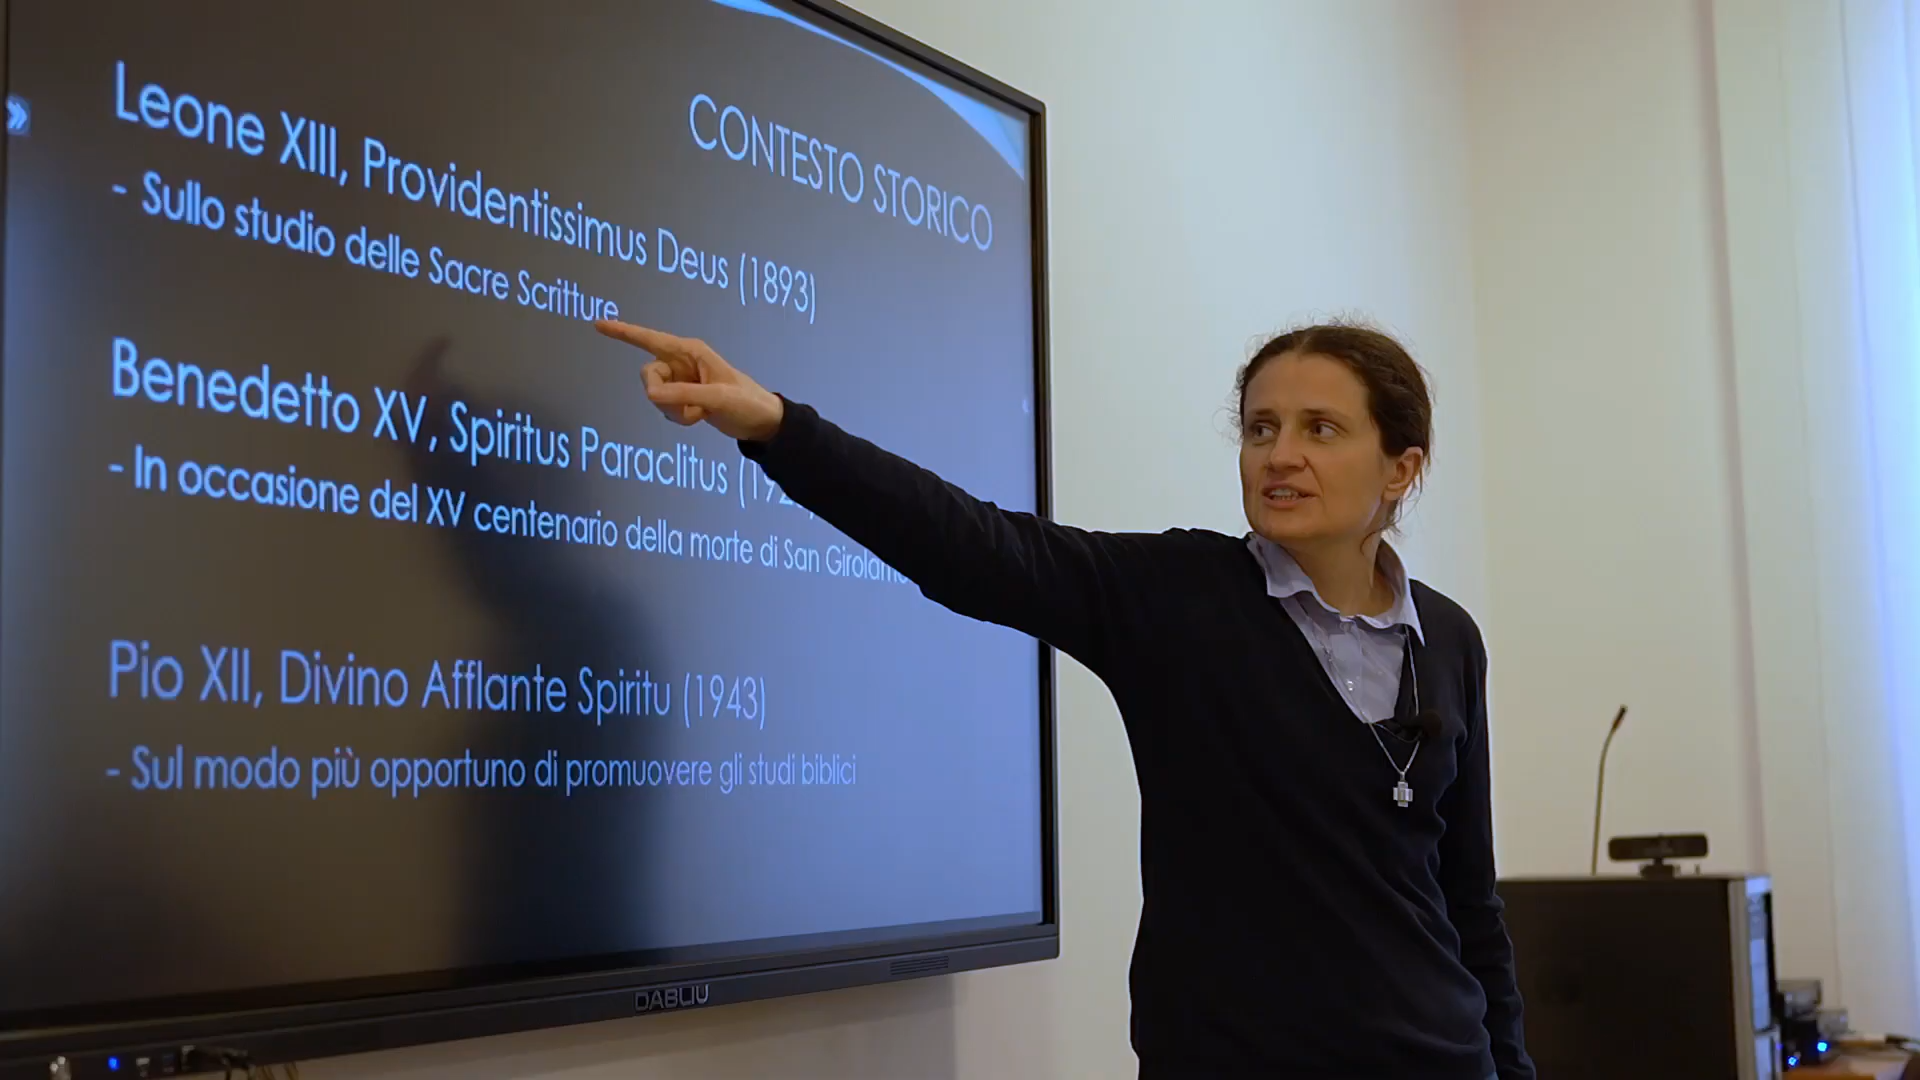 CONTESTO STORICO
Leone XIII, Providentissimus Deus (1893)
- Sullo studio delle Sacre Scritture
Benedetto XV, Spiritus Paraclitus
- In occasione del XV centenario della morte di San
Pio XII, Divino Afflante Spiritu (1943)
- Sul modo più opportuno di promuovere gli studi biblici
DABLIU